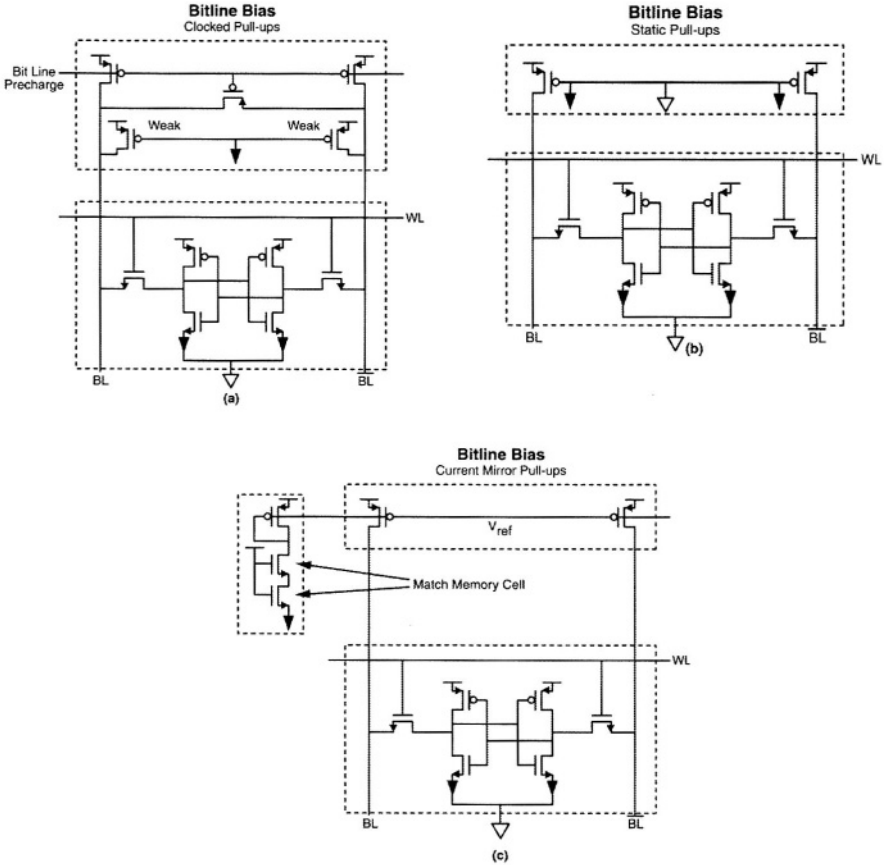 Bitline Bias
Clocked Pull-ups
Bit Line
Precharge
Weak
Weak
WL
BL
BL
(a)
Bitline Bias
Static Pull-ups
WL
BL
BL
(b)
Bitline Bias
Current Mirror Pull-ups
Vref
Match Memory Cell
WL
BL
BL
(c)